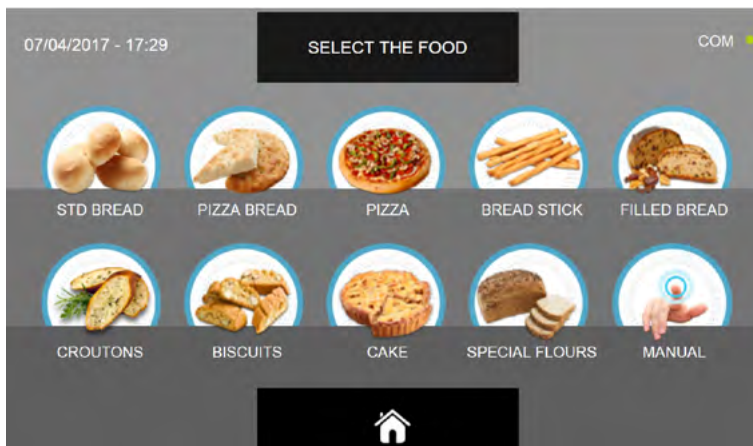 07/04/2017 - 17:29
SELECT THE FOOD
COM
STD BREAD
PIZZA BREAD
PIZZA
BREAD STICK
FILLED BREAD
CROUTONS
BISCUITS
CAKE
SPECIAL FLOURS
MANUAL